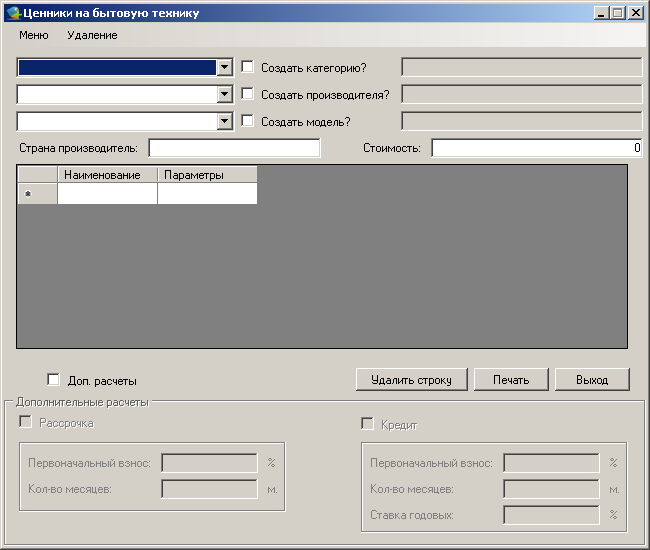 Ценники на бытовую технику
Меню Удаление
Создать категорию?
Создать производителя?
Создать модель?
Страна производитель: Стоимость: 0
Наименование Параметры
*
Доп. расчеты Удалить строку Печать Выход
Дополнительные расчеты
Рассрочка Кредит
Первоначальный взнос: % Первоначальный взнос: %
Кол-во месяцев: м. Кол-во месяцев: м.
Ставка годовых: %